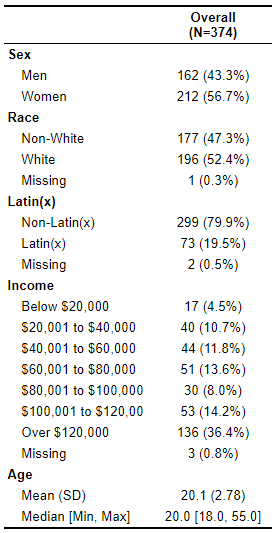 Overall
(N=374)
Sex
Men 162 (43.3%)
Women 212 (56.7%)
Race
Non-White 177 (47.3%)
White 196 (52.4%)
Missing 1 (0.3%)
Latin(x)
Non-Latin(x) 299 (79.9%)
Latin(x) 73 (19.5%)
Missing 2 (0.5%)
Income
Below $20,000 17 (4.5%)
$20,001 to $40,000 40 (10.7%)
$40,001 to $60,000 44 (11.8%)
$60,001 to $80,000 51 (13.6%)
$80,001 to $100,000 30 (8.0%)
$100,001 to $120,00 53 (14.2%)
Over $120,000 136 (36.4%)
Missing 3 (0.8%)
Age
Mean (SD) 20.1 (2.78)
Median [Min, Max] 20.0 [18.0, 55.0]